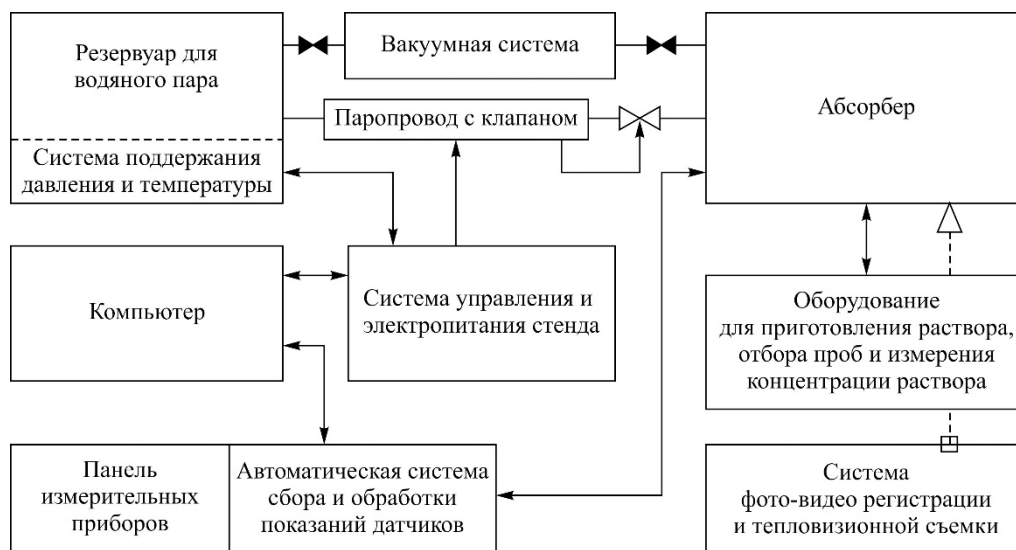 Резервуар для
водяного пара
Система поддержания
давления и температуры
Вакуумная система
Паропровод с клапаном
Абсорбер
Компьютер
Система управления и
электропитания стенда
Оборудование
для приготовления раствора,
отбора проб и измерения
концентрации раствора
Панель
измерительных
приборов
Автоматическая система
сбора и обработки
показаний датчиков
Система
фото-видео регистрации
и тепловизионной съемки